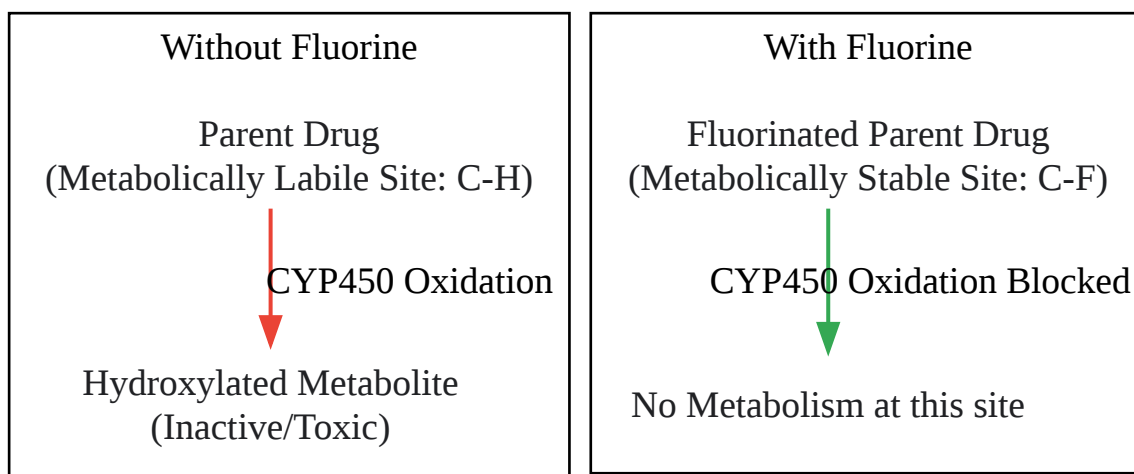 Without Fluorine
Parent Drug
(Metabolically Labile Site: C-H)
CYP450 Oxidation
Hydroxylated Metabolite
(Inactive/Toxic)
With Fluorine
Fluorinated Parent Drug
(Metabolically Stable Site: C-F)
CYP450 Oxidation Blocked
No Metabolism at this site